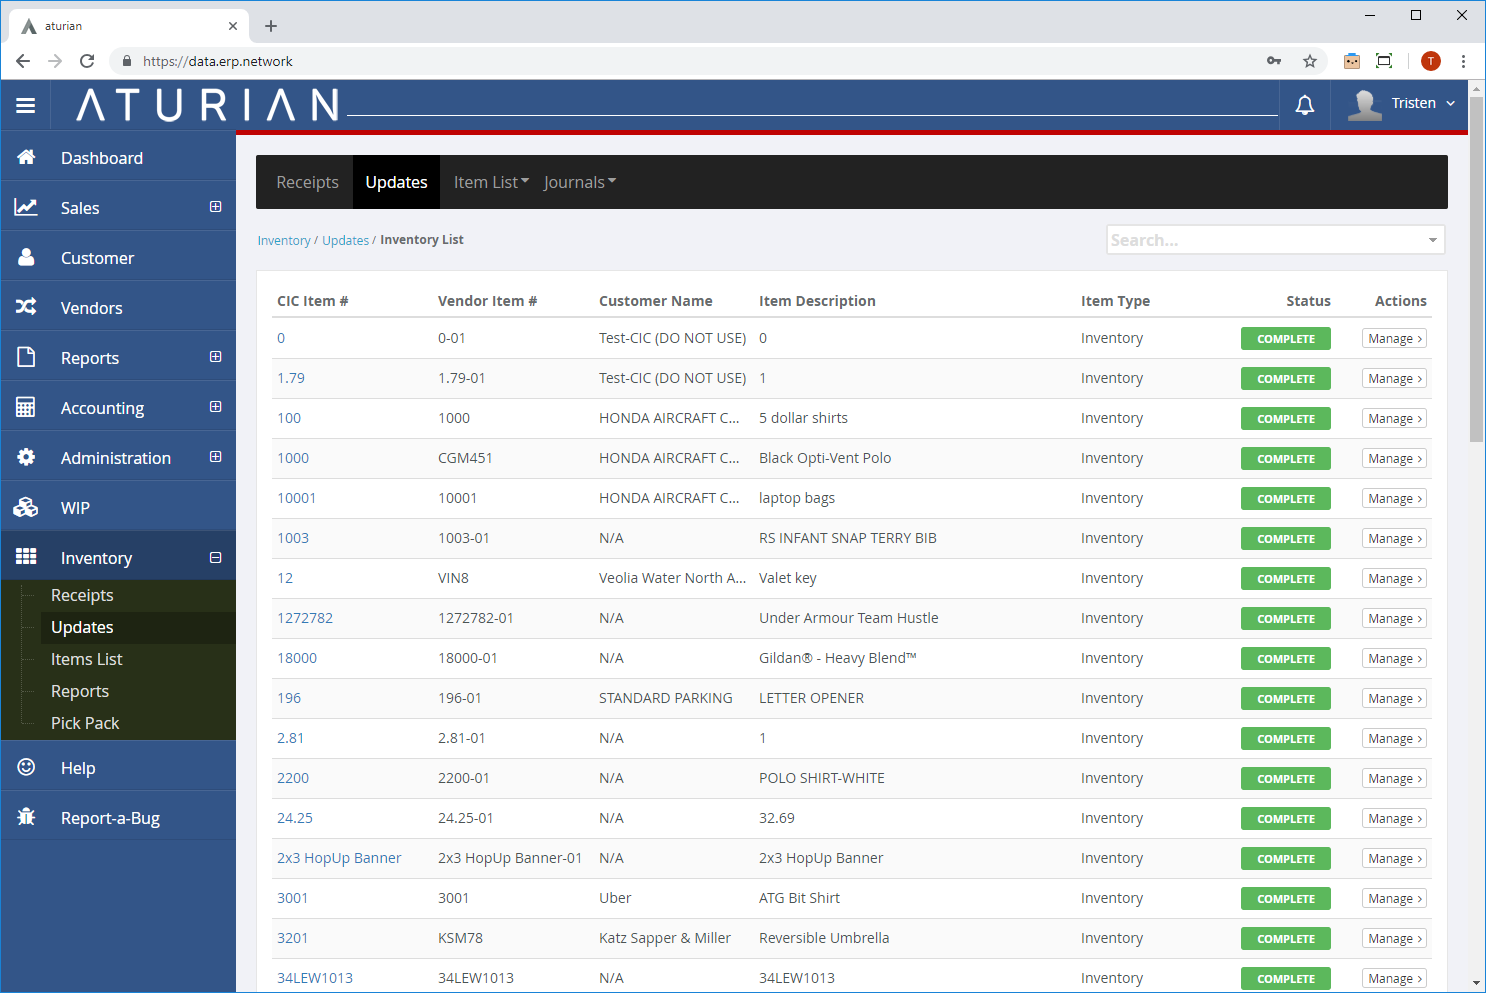 aturian
https://data.erp.network
T
ATURIAN
Tristen
Dashboard
Sales
Customer
Vendors
Reports
Accounting
Administration
WIP
Inventory
Receipts
Updates
Items List
Reports
Pick Pack
Help
Report-a-Bug
Receipts Updates Item List Journals
Inventory / Updates / Inventory List
Search...
CIC Item # Vendor Item # Customer Name Item Description Item Type Status Actions
0 0-01 Test-CIC (DO NOT USE) 0 Inventory COMPLETE Manage ›
1.79 1.79-01 Test-CIC (DO NOT USE) 1 Inventory COMPLETE Manage ›
100 1000 HONDA AIRCRAFT C... 5 dollar shirts Inventory COMPLETE Manage ›
1000 CGM451 HONDA AIRCRAFT C... Black Opti-Vent Polo Inventory COMPLETE Manage ›
10001 10001 HONDA AIRCRAFT C... laptop bags Inventory COMPLETE Manage ›
1003 1003-01 N/A RS INFANT SNAP TERRY BIB Inventory COMPLETE Manage ›
12 VIN8 Veolia Water North A... Valet key Inventory COMPLETE Manage ›
1272782 1272782-01 N/A Under Armour Team Hustle Inventory COMPLETE Manage ›
18000 18000-01 N/A Gildan® - Heavy Blend™ Inventory COMPLETE Manage ›
196 196-01 STANDARD PARKING LETTER OPENER Inventory COMPLETE Manage ›
2.81 2.81-01 N/A 1 Inventory COMPLETE Manage ›
2200 2200-01 N/A POLO SHIRT-WHITE Inventory COMPLETE Manage ›
24.25 24.25-01 N/A 32.69 Inventory COMPLETE Manage ›
2x3 HopUp Banner 2x3 HopUp Banner-01 N/A 2x3 HopUp Banner Inventory COMPLETE Manage ›
3001 3001 Uber ATG Bit Shirt Inventory COMPLETE Manage ›
3201 KSM78 Katz Sapper & Miller Reversible Umbrella Inventory COMPLETE Manage ›
34LEW1013 34LEW1013 N/A 34LEW1013 Inventory COMPLETE Manage ›